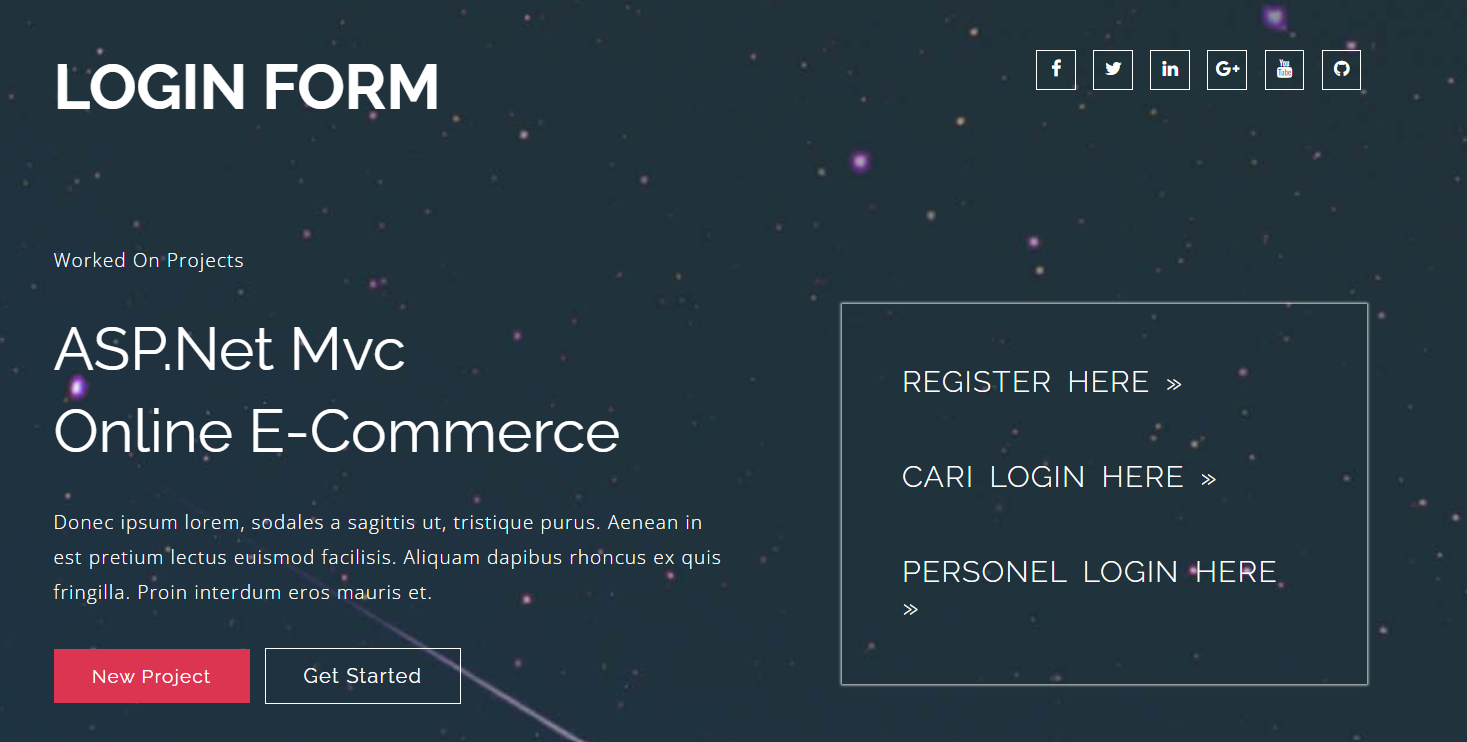 LOGIN FORM
f
in
G+
You
Tube
Worked On Projects
ASP.Net Mvc
Online E-Commerce
Donec ipsum lorem, sodales a sagittis ut, tristique purus. Aenean in
est pretium lectus euismod facilisis. Aliquam dapibus rhoncus ex quis
fringilla. Proin interdum eros mauris et.
New Project
Get Started
REGISTER HERE »
CARI LOGIN HERE »
PERSONEL LOGIN HERE
»